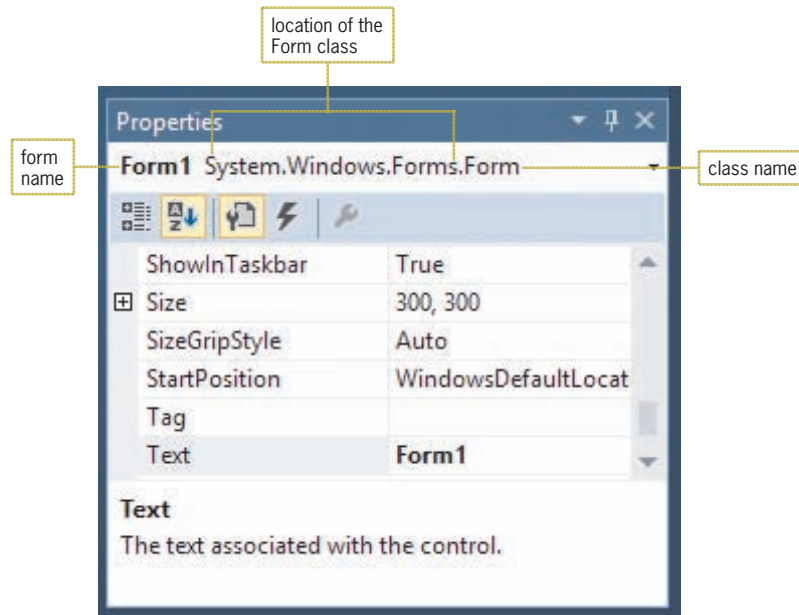 location of the
Form class
Properties
form
name
Form1 System.Windows.Forms.Form
class name
A
Z
ShowInTaskbar True
Size 300, 300
SizeGripStyle Auto
StartPosition WindowsDefaultLocat
Tag
Text Form1
Text
The text associated with the control.